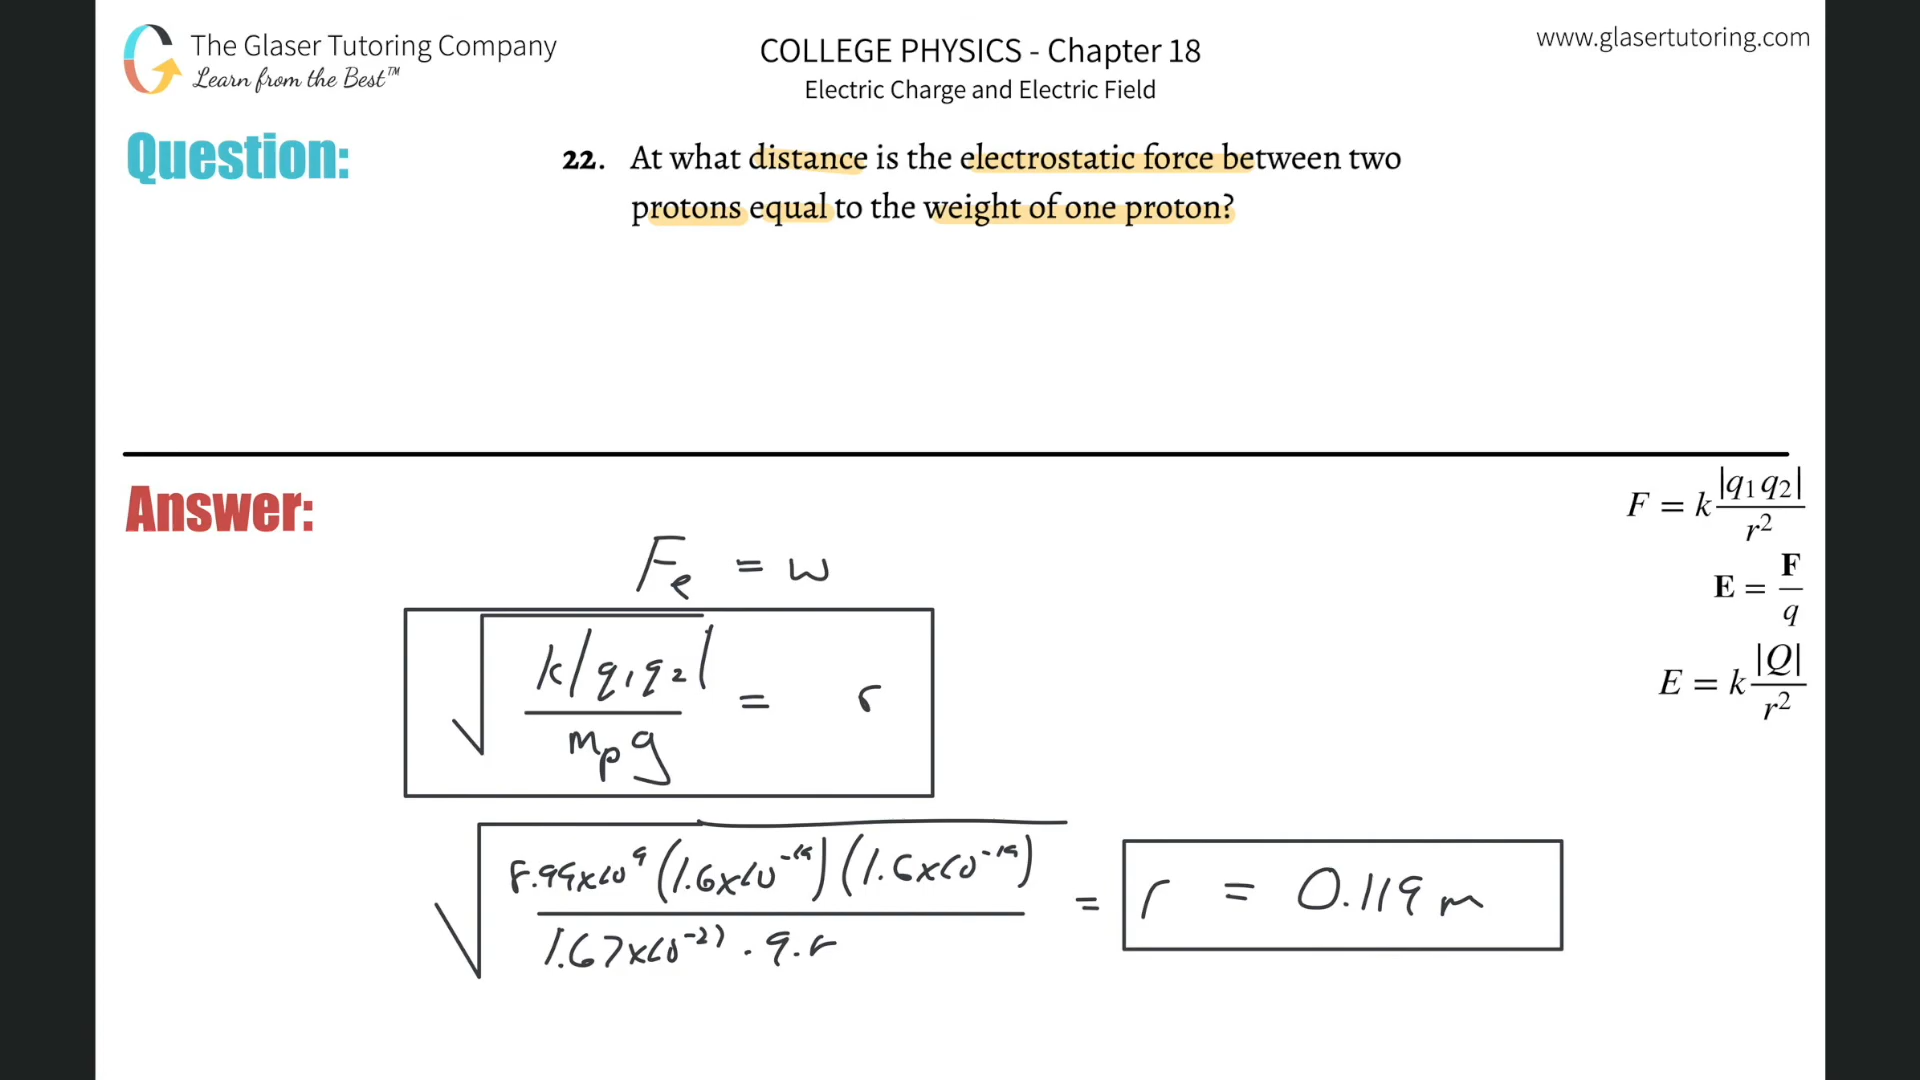 The Glaser Tutoring Company
Learn from the Best™
COLLEGE PHYSICS - Chapter 18
Electric Charge and Electric Field
www.glasertutoring.com
Question:
22. At what distance is the electrostatic force between two
protons equal to the weight of one proton?
Answer:
F = k|q₁q₂|/r²
E = F/q
E = k|Q|/r²
Fe = w
√(k|q₁q₂|/mₚg) = r
√(8.99x10⁹(1.6x10⁻¹⁹)(1.6x10⁻¹⁹)/1.67x10⁻²⁷ · 9.8) = r = 0.119 m